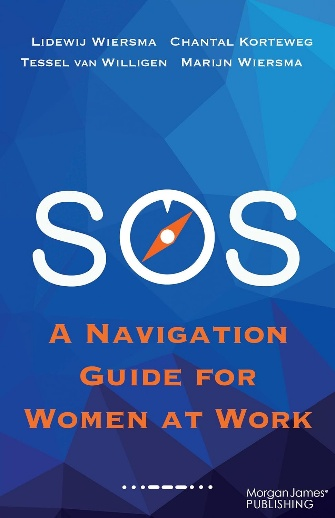 Lidewij Wiersma Chantal Korteweg
Tessel van Willigen Marijn Wiersma
SOS
A Navigation
Guide for
Women at Work
Morgan James®
PUBLISHING